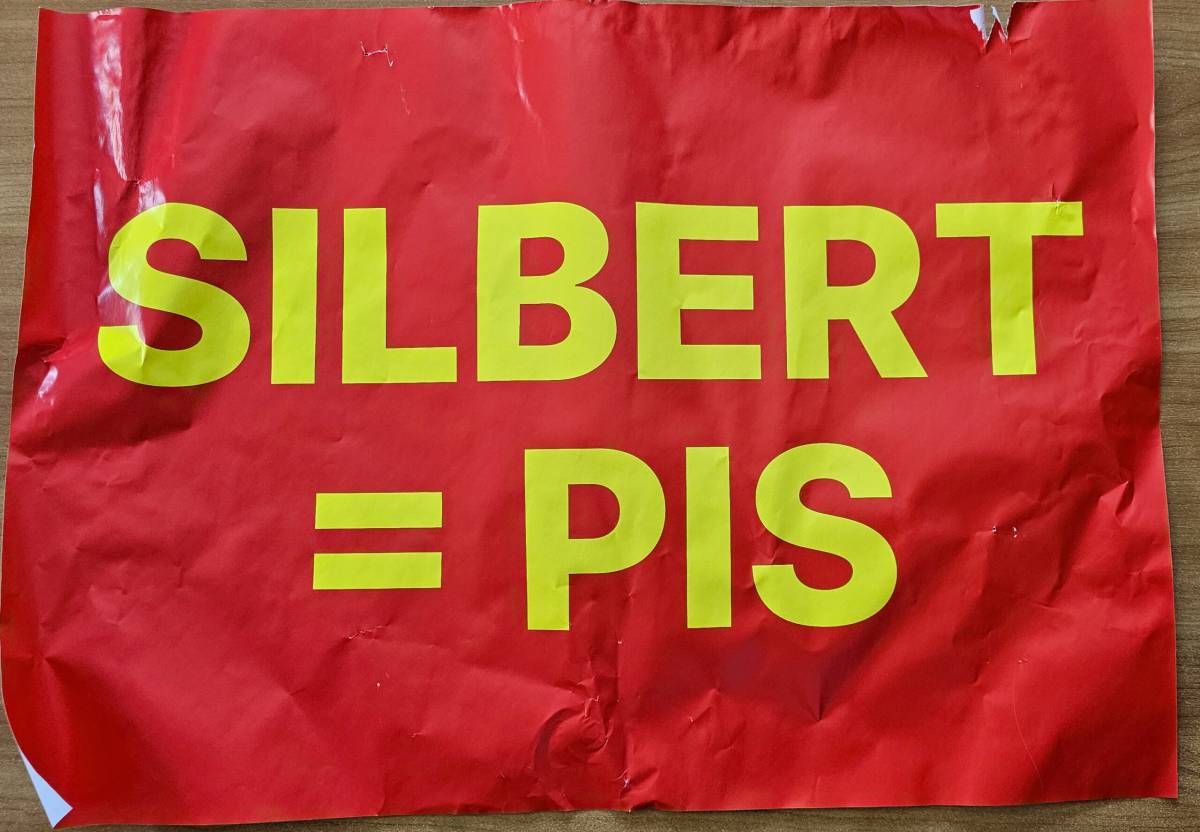 SILBERT
= PIS